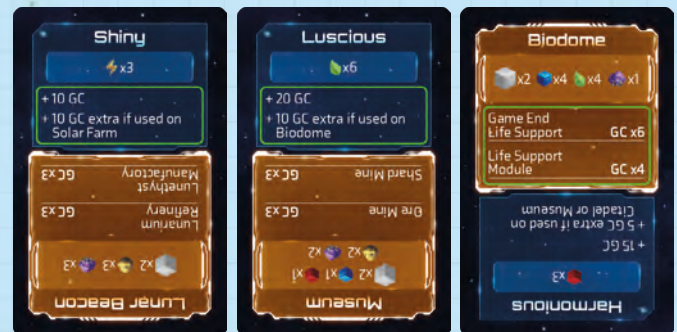 Shiny
x3
+ 10 GC
+ 10 GC extra if used on
Solar Farm
Lunar Beacon
x2 x3 x3
Lunarium
Refinery GC x3
Lunethyst
Manufactory GC x3
Luscious
x6
+ 20 GC
+ 10 GC extra if used on
Biodome
Museum
x2 x1 x1
x2 x2
Ore Mine GC x3
Shard Mine GC x3
Biodome
x2 x4 x4 x1
Game End
Life Support GC x6
Life Support
Module GC x4
Harmonious
x3
+ 15 GC
+ 5 GC extra if used on
Citadel or Museum